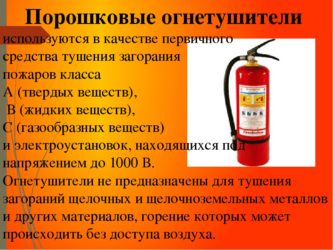 Порошковые огнетушители
используются в качестве первичного
средства тушения загорания
пожаров класса
А (твердых веществ),
В (жидких веществ),
С (газообразных веществ)
и электроустановок, находящихся под
напряжением до 1000 В.
Огнетушители не предназначены для тушения
загораний щелочных и щелочноземельных металлов
и других материалов, горение которых может
происходить без доступа воздуха.